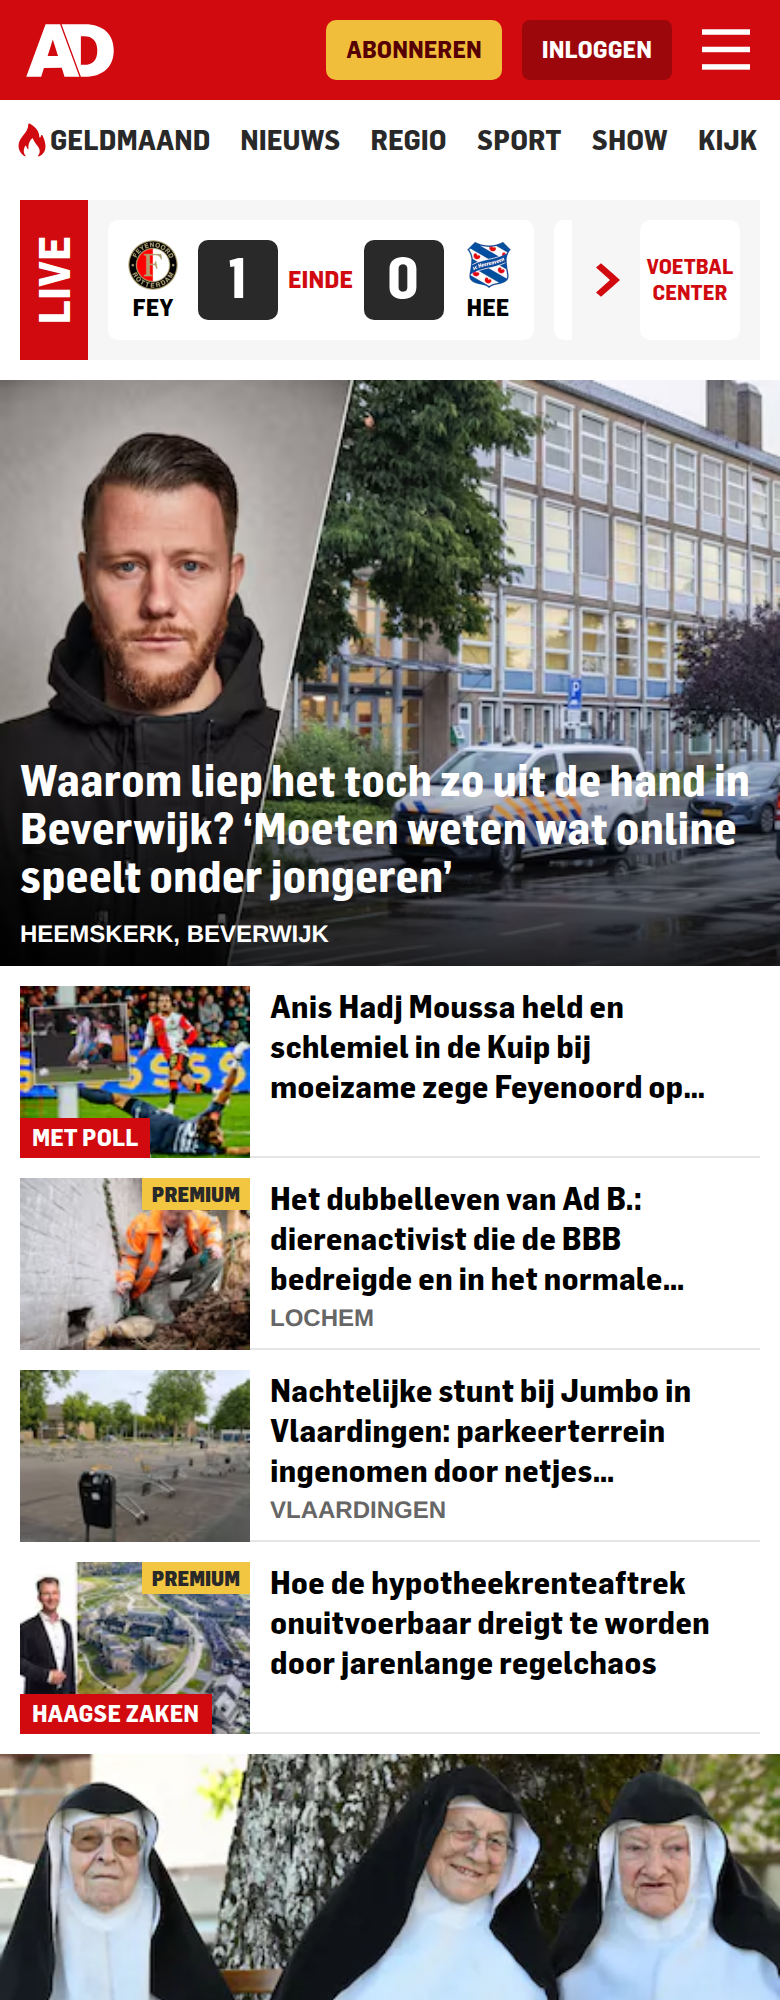 AD
ABONNEREN
INLOGGEN
GELDMAAND NIEUWS REGIO SPORT SHOW KIJK
LIVE
FEY
1
EINDE
0
HEE
VOETBAL
CENTER
Waarom liep het toch zo uit de hand in
Beverwijk? ‘Moeten weten wat online
speelt onder jongeren’
HEEMSKERK, BEVERWIJK
MET POLL
Anis Hadj Moussa held en
schlemiel in de Kuip bij
moeizame zege Feyenoord op...
PREMIUM
Het dubbelleven van Ad B.:
dierenactivist die de BBB
bedreigde en in het normale...
LOCHEM
Nachtelijke stunt bij Jumbo in
Vlaardingen: parkeerterrein
ingenomen door netjes...
VLAARDINGEN
PREMIUM
HAAGSE ZAKEN
Hoe de hypotheekrenteaftrek
onuitvoerbaar dreigt te worden
door jarenlange regelchaos